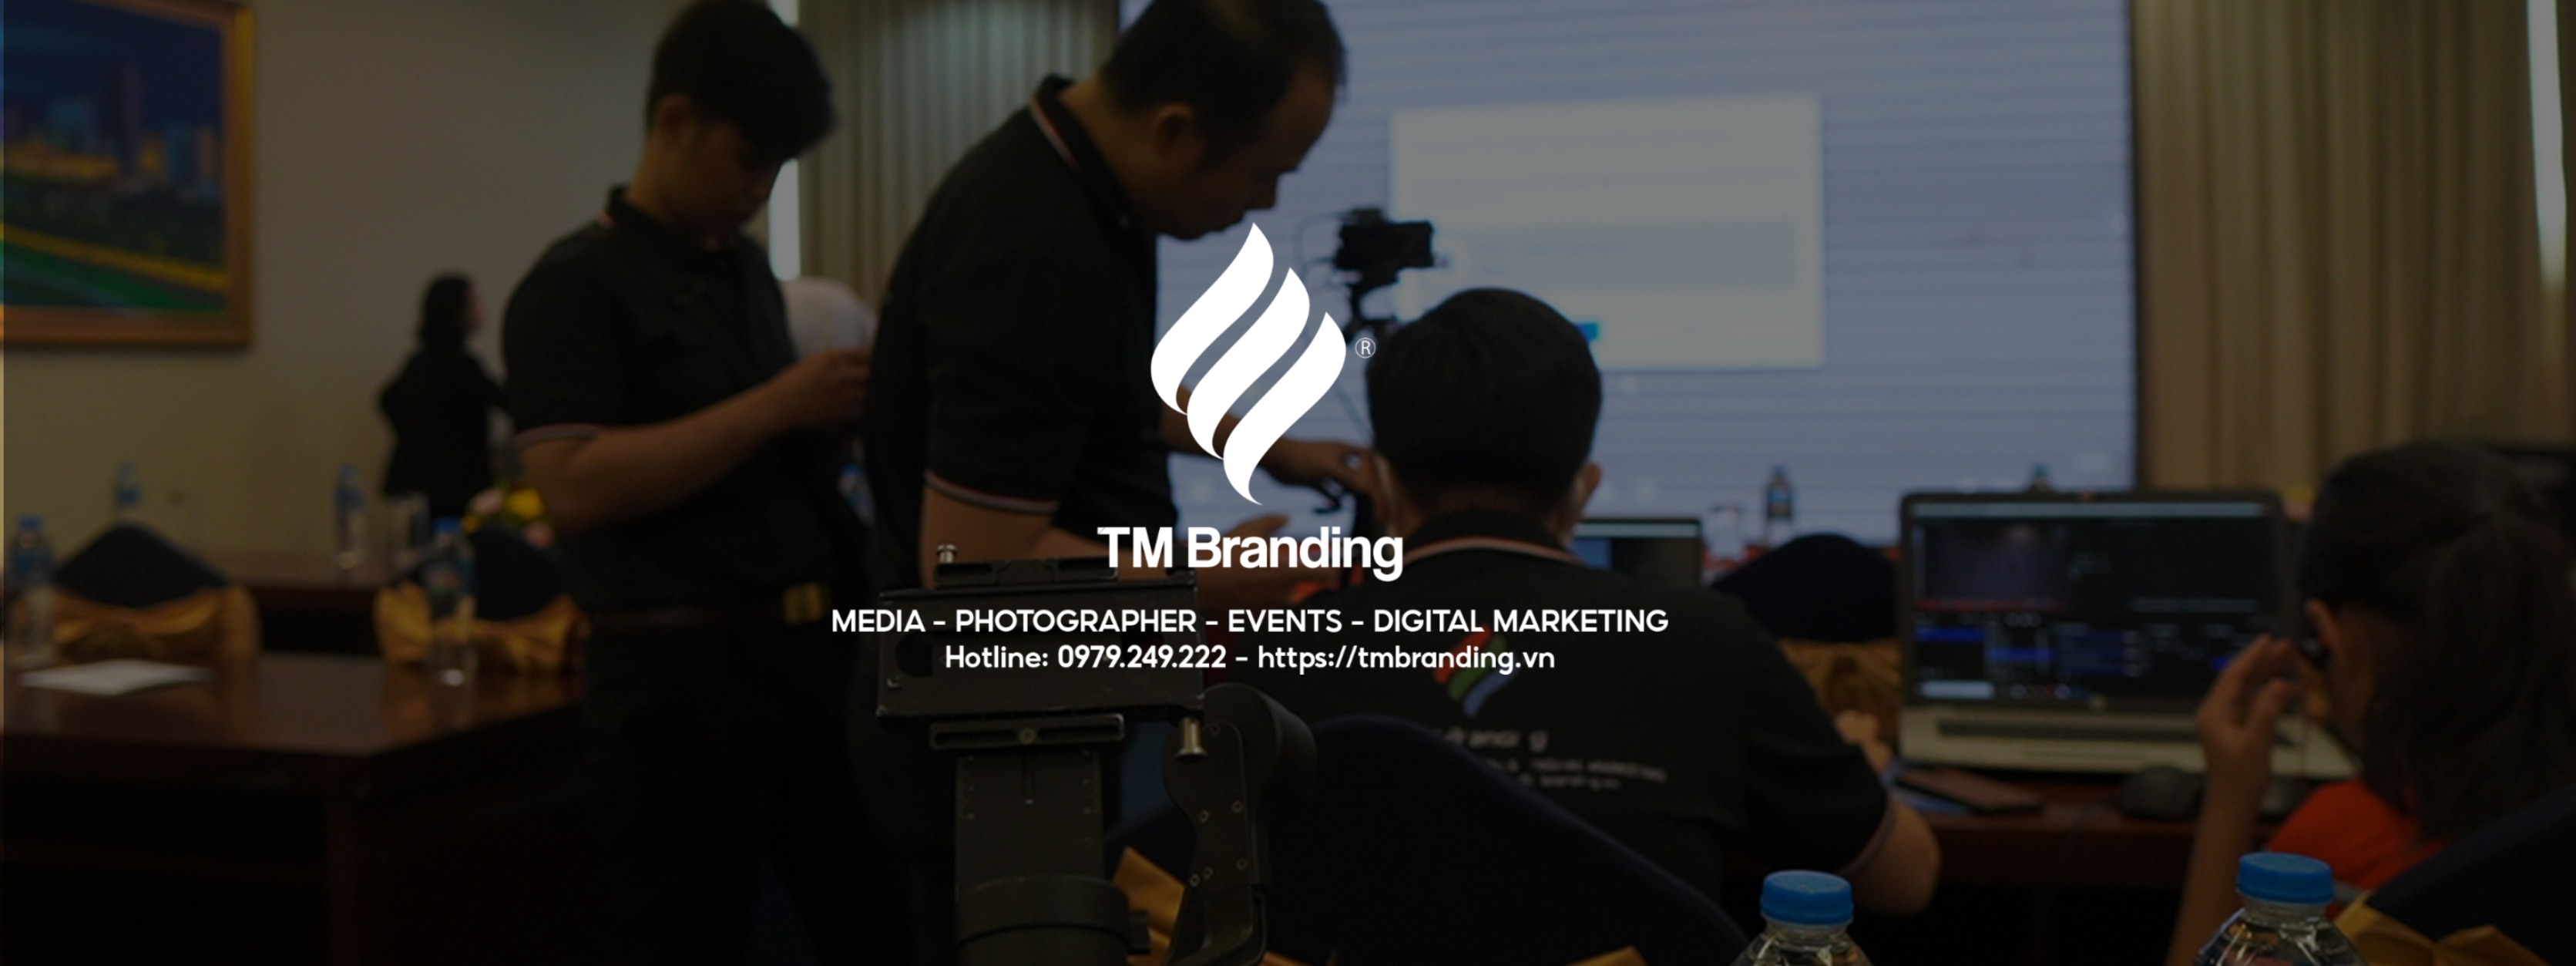 ®
TM Branding
MEDIA - PHOTOGRAPHER - EVENTS - DIGITAL MARKETING
Hotline: 0979.249.222 - https://tmbranding.vn